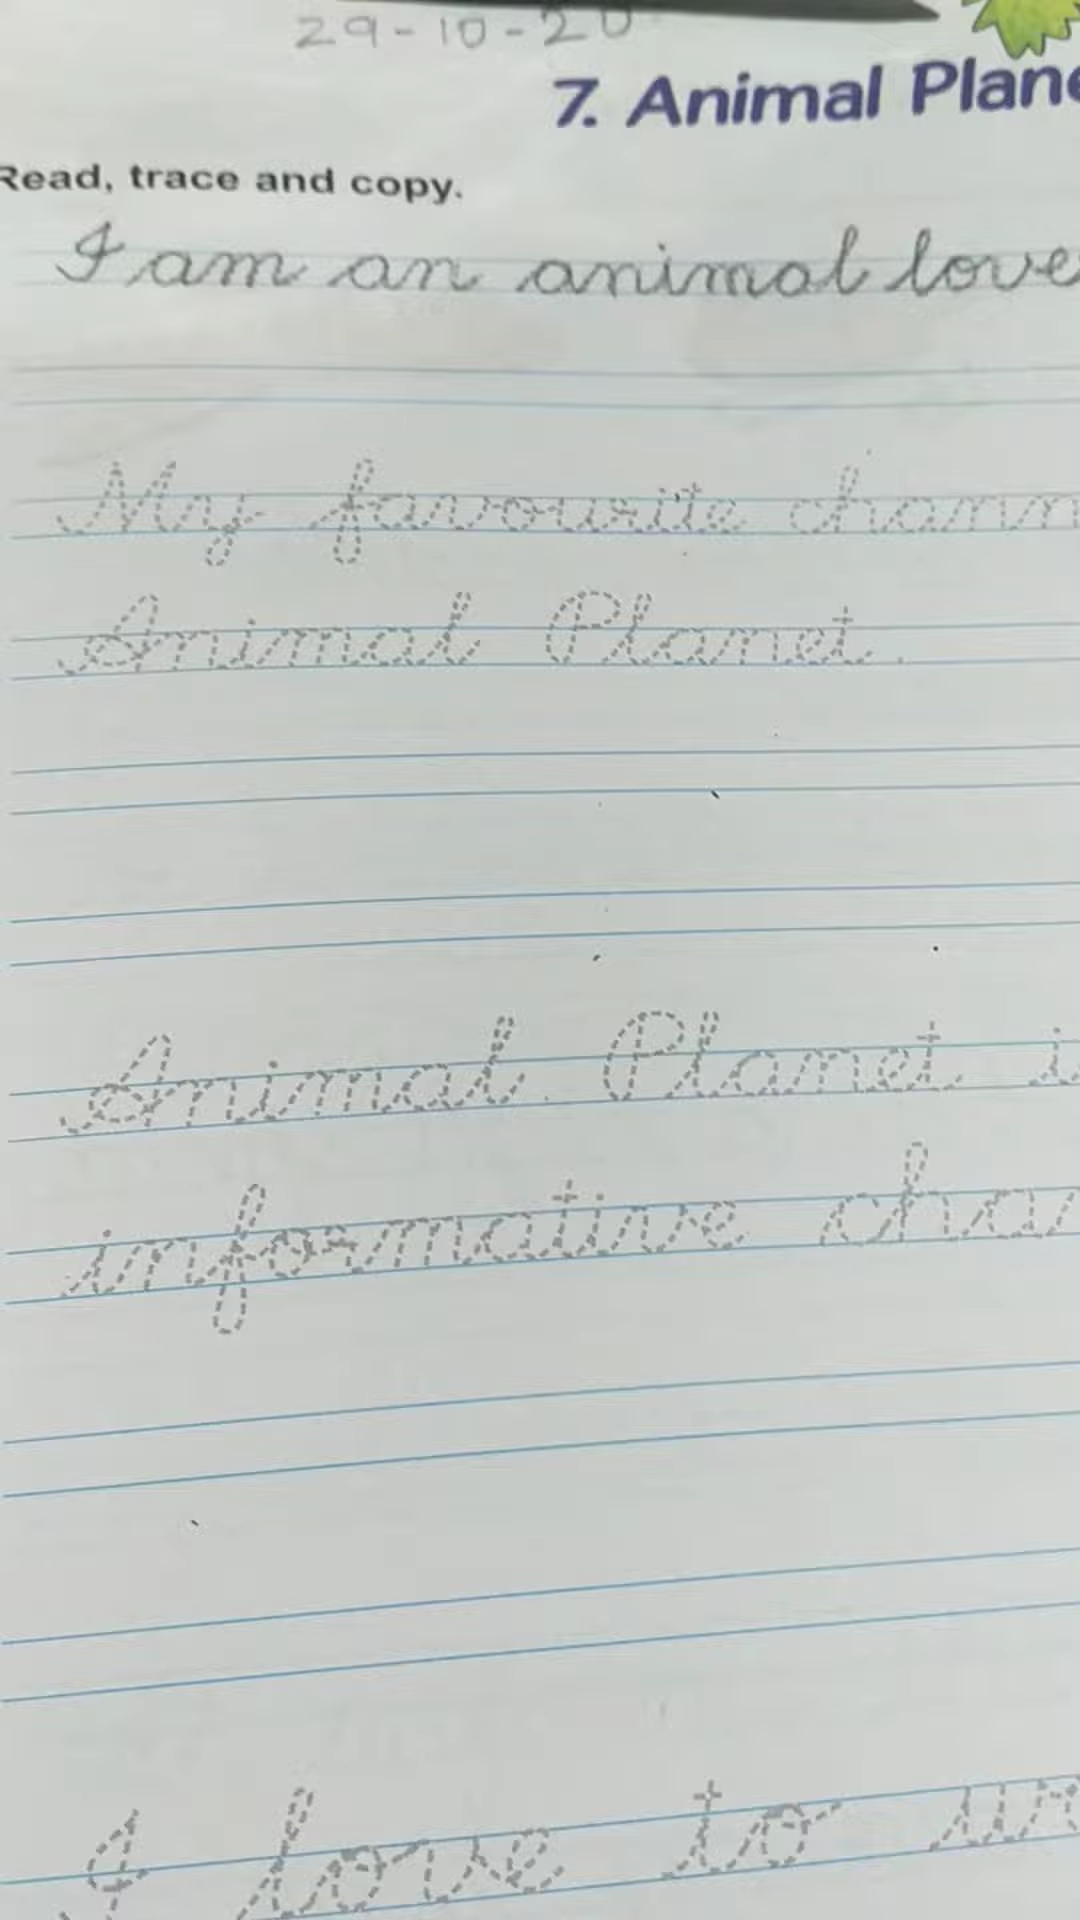 29-10-20
7. Animal Plane
Read, trace and copy.
I am an animal love
My favourite chann
Animal Planet.
Animal Planet i
informative cha
I love to